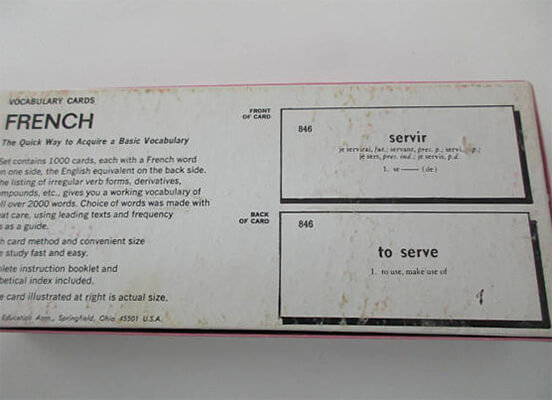 VOCABULARY CARDS
FRENCH
The Quick Way to Acquire a Basic Vocabulary
Set contains 1000 cards, each with a French word
on one side, the English equivalent on the back side.
listing of irregular verb forms, derivatives,
etc., gives you a working vocabulary of
over 2000 words. Choice of words was made with
care, using leading texts and frequency
as a guide.
card method and convenient size
study fast and easy.
instruction booklet and
index included.
card illustrated at right is actual size.
Education Assn., Springfield, Ohio 45501 U.S.A.
FRONT
OF CARD
846
servir
je servirai, fut.; servant, pres. p.; servi, p.;
je sers, pres. ind.; je servis, p.d.
1. se —— (de)
BACK
OF CARD
846
to serve
1. to use, make use of